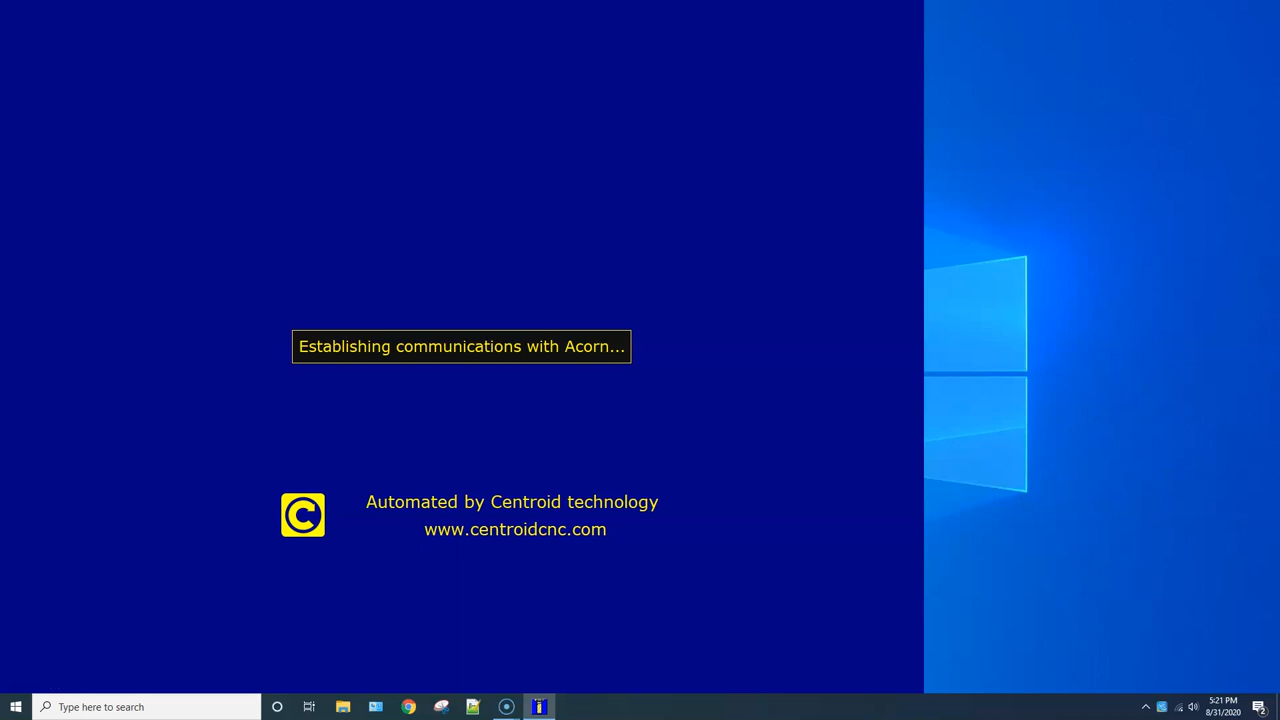 Establishing communications with Acorn...
Automated by Centroid technology
www.centroidcnc.com
Type here to search
5:21 PM
8/31/2020
2